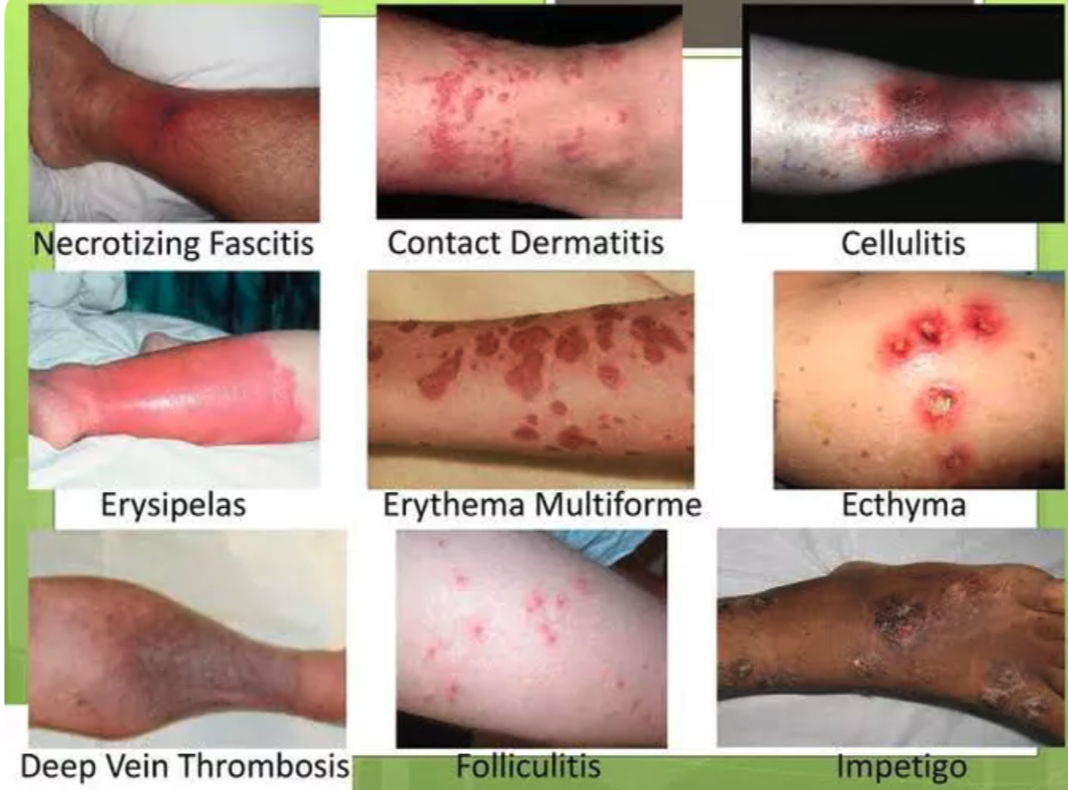 Necrotizing Fascitis
Contact Dermatitis
Cellulitis
Erysipelas
Erythema Multiforme
Ecthyma
Deep Vein Thrombosis
Folliculitis
Impetigo